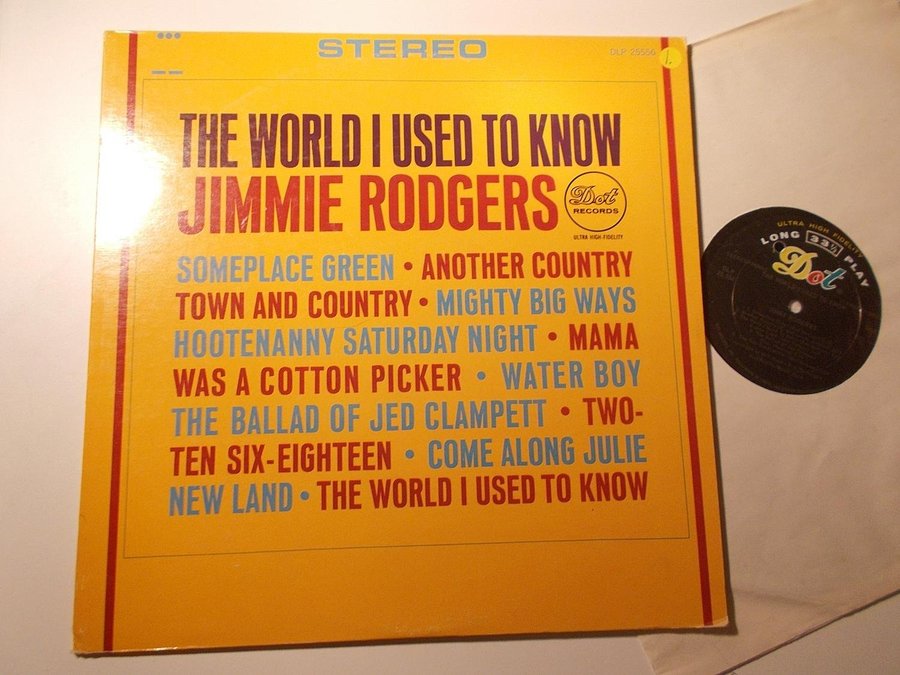 STEREO
DLP 25556
1.
THE WORLD I USED TO KNOW
JIMMIE RODGERS
Dot
RECORDS
ULTRA HIGH-FIDELITY
SOMEPLACE GREEN • ANOTHER COUNTRY
TOWN AND COUNTRY • MIGHTY BIG WAYS
HOOTENANNY SATURDAY NIGHT • MAMA
WAS A COTTON PICKER • WATER BOY
THE BALLAD OF JED CLAMPETT • TWO-
TEN SIX-EIGHTEEN • COME ALONG JULIE
NEW LAND • THE WORLD I USED TO KNOW
ULTRA HIGH FIDELITY
LONG 33⅓ PLAY
Dot